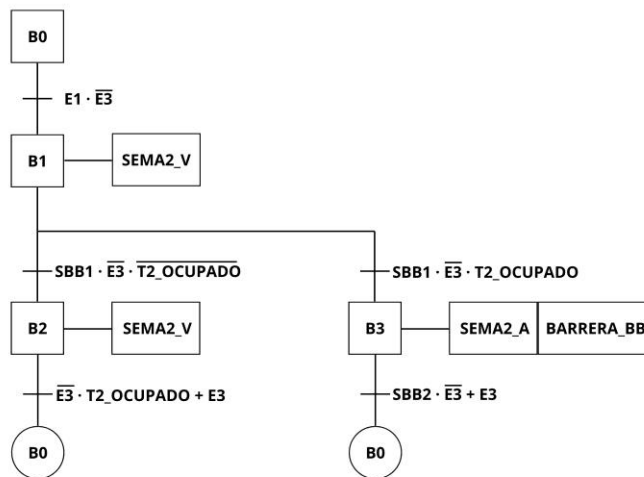 B0
E1 · E3̅
B1
SEMA2_V
SBB1 · E3̅ · T̅2̅_̅O̅C̅U̅P̅A̅D̅O̅
SBB1 · E3̅ · T2_OCUPADO
B2
SEMA2_V
B3
SEMA2_A
BARRERA_BB
E3̅ · T2_OCUPADO + E3
SBB2 · E3̅ + E3
B0
B0